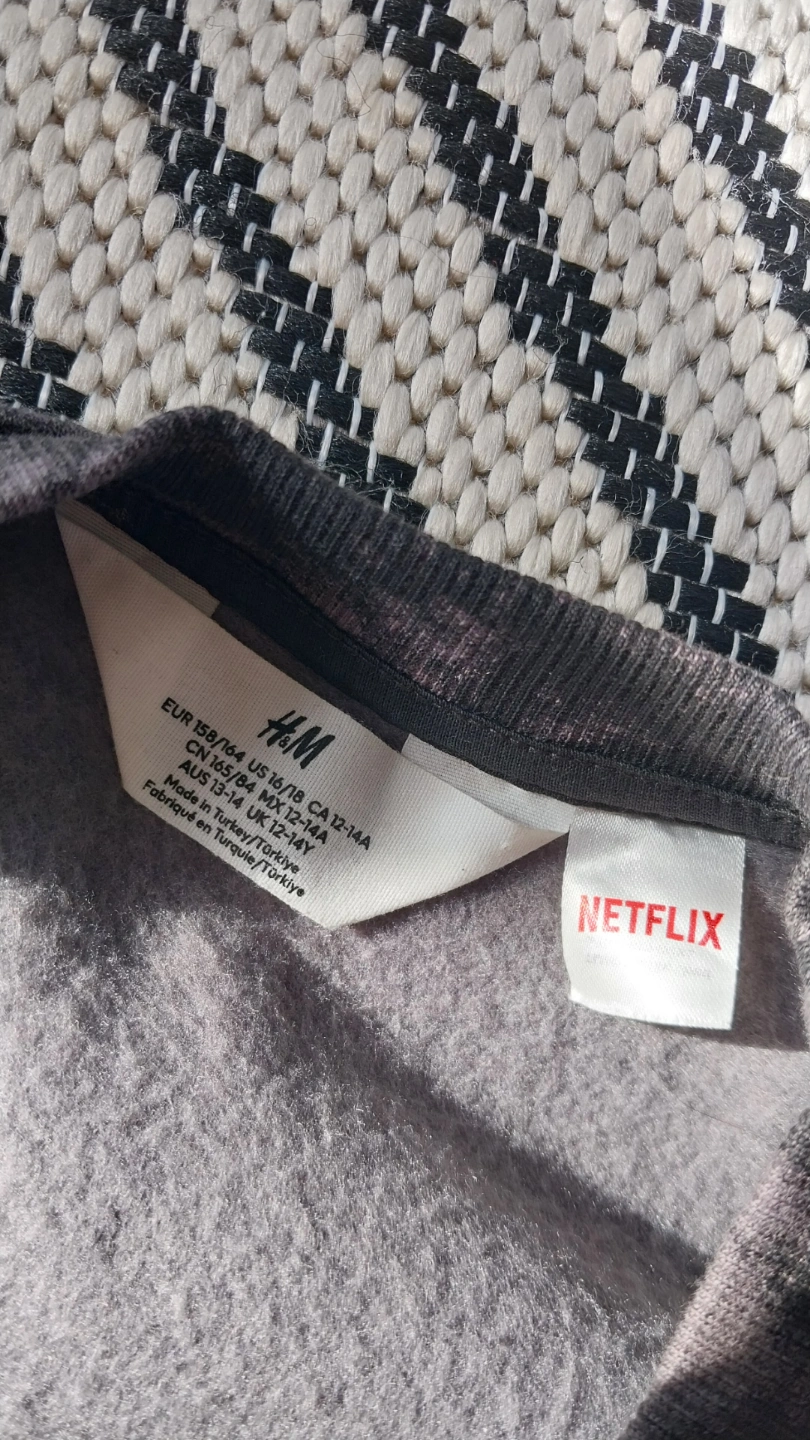 H&M
EUR 158/164 US 16/18 CA 12-14A
CN 165/84 MX 12-14A
AUS 13-14 UK 12-14Y
Made in Turkey/Türkiye
Fabriqué en Turquie/Türkiye
NETFLIX